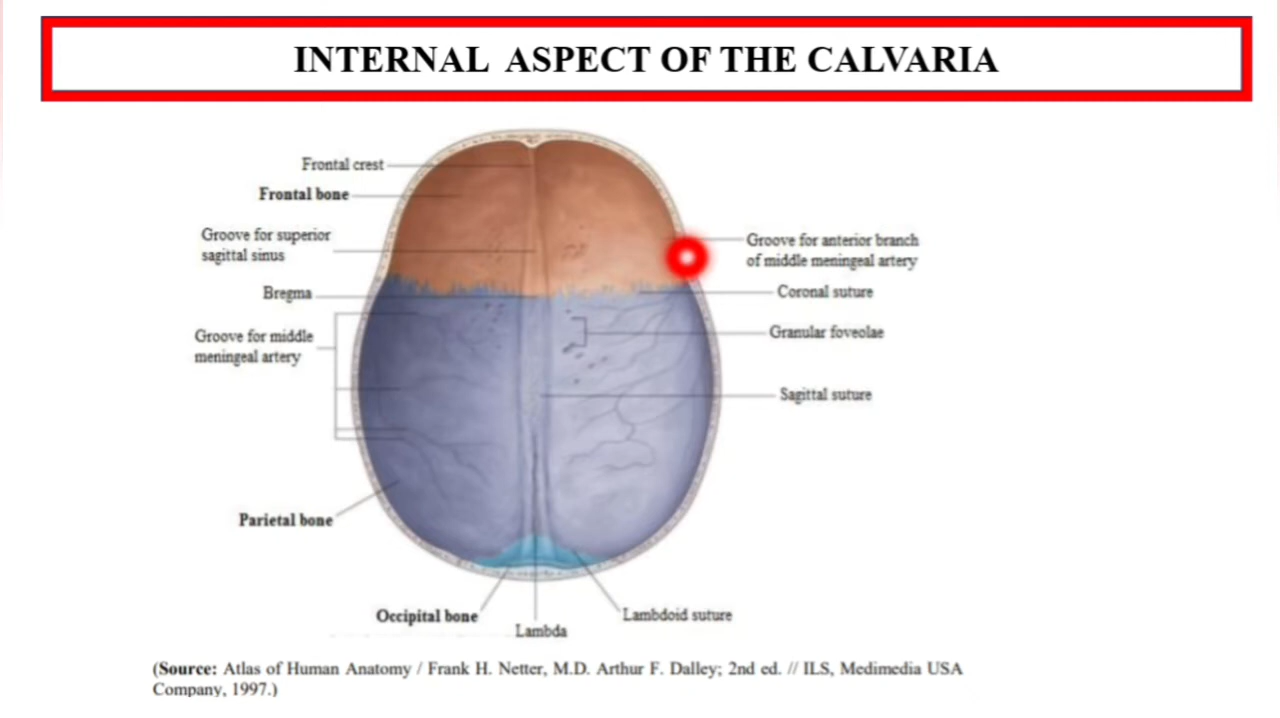 INTERNAL ASPECT OF THE CALVARIA
Frontal crest
Frontal bone
Groove for superior
sagittal sinus
Bregma
Groove for middle
meningeal artery
Parietal bone
Occipital bone
Lambda
Lambdoid suture
Groove for anterior branch
of middle meningeal artery
Coronal suture
Granular foveolae
Sagittal suture
(Source: Atlas of Human Anatomy / Frank H. Netter, M.D. Arthur F. Dalley; 2nd ed. // ILS, Medimedia USA
Company, 1997.)